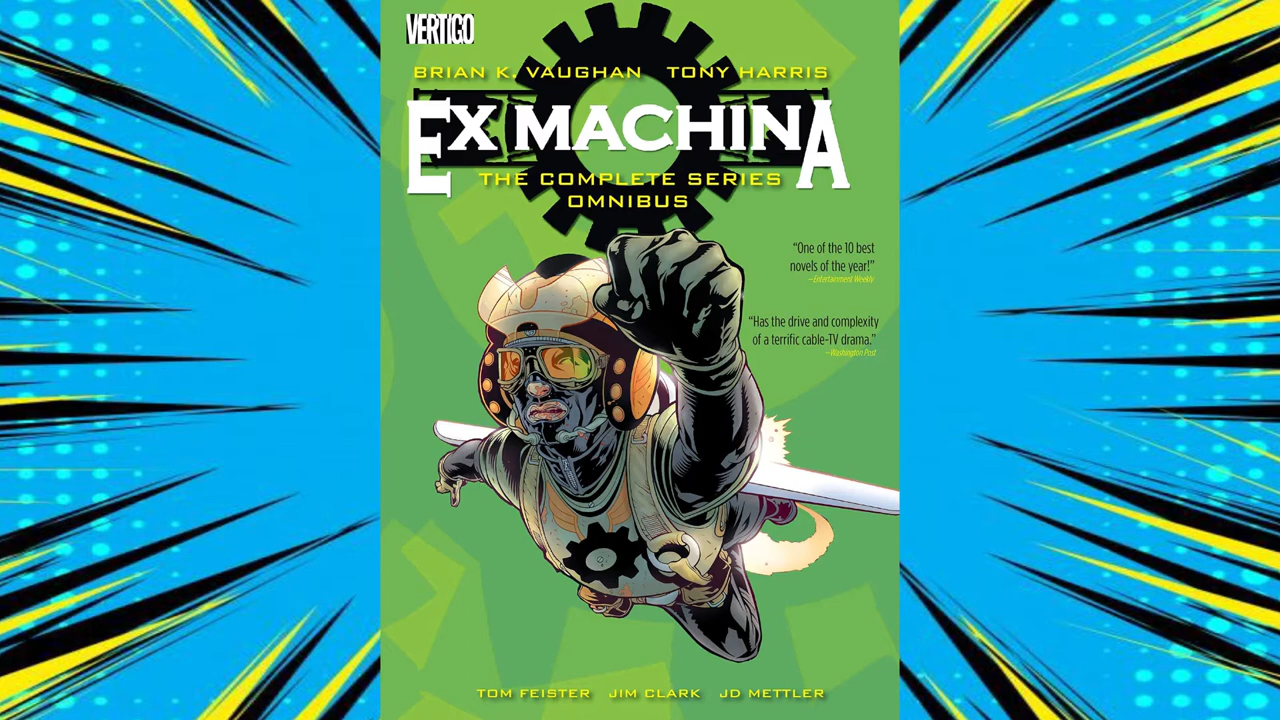 VERTIGO
BRIAN K. VAUGHAN TONY HARRIS
EX MACHINA
THE COMPLETE SERIES
OMNIBUS
“One of the 10 best
novels of the year!”
—Entertainment Weekly
“Has the drive and complexity
of a terrific cable-TV drama.”
—Washington Post
TOM FEISTER JIM CLARK JD METTLER